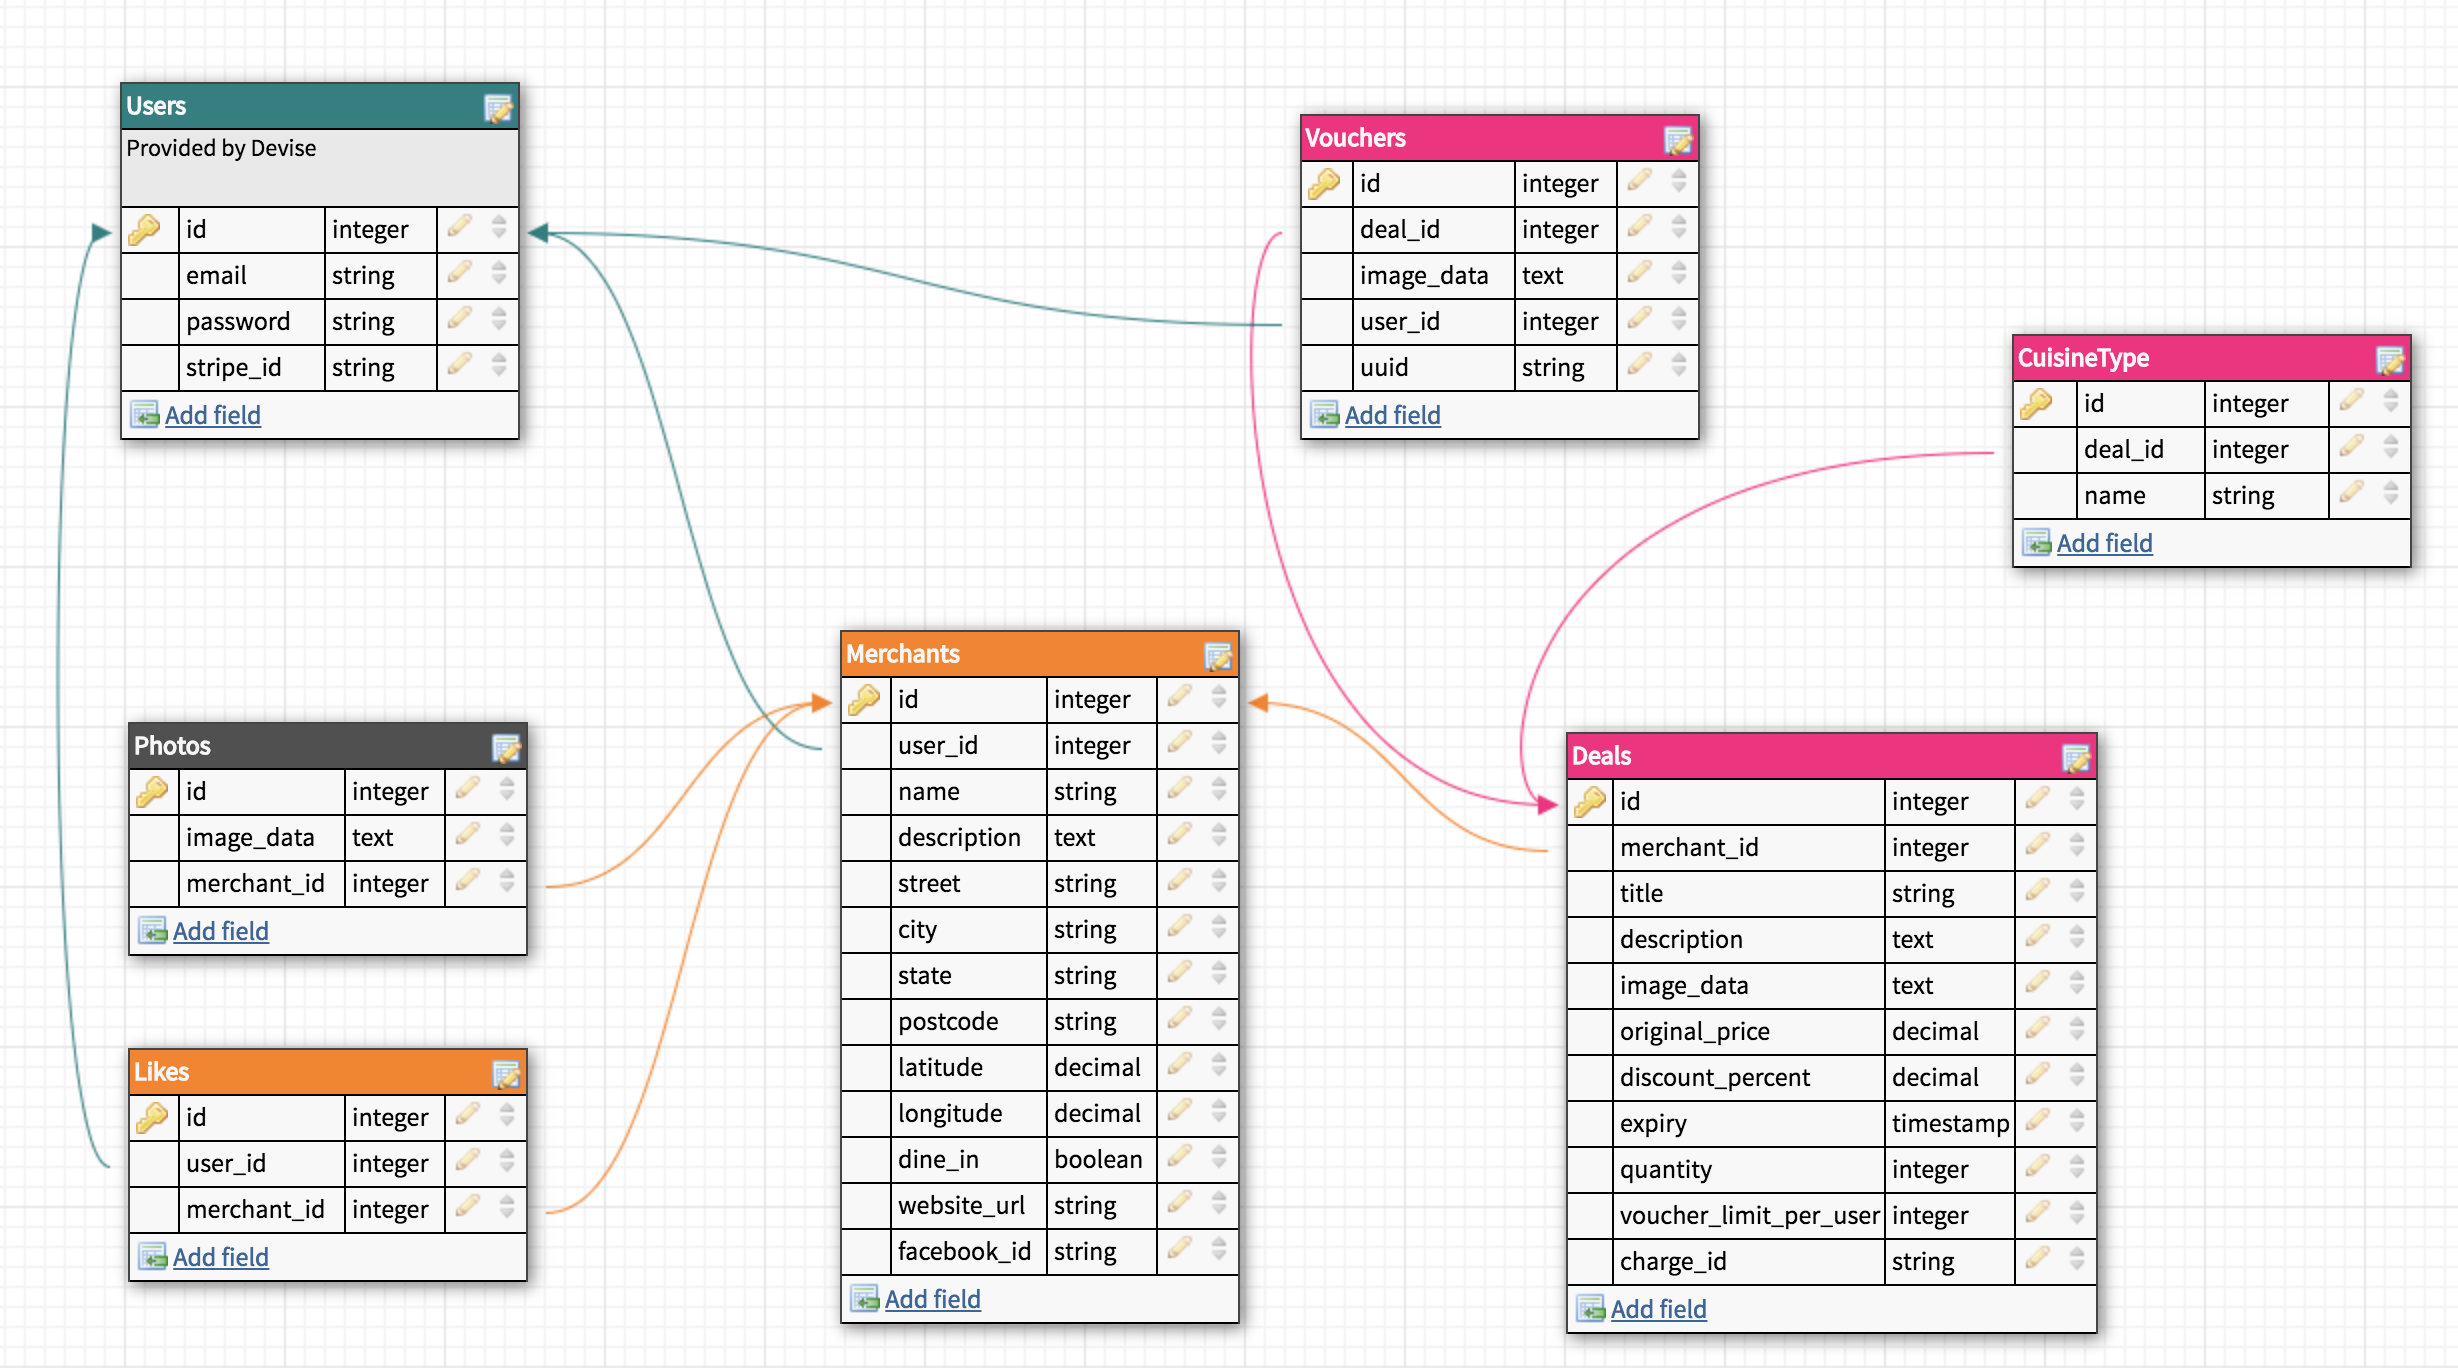 Users
Provided by Devise
id integer
email string
password string
stripe_id string
Add field
Vouchers
id integer
deal_id integer
image_data text
user_id integer
uuid string
Add field
CuisineType
id integer
deal_id integer
name string
Add field
Photos
id integer
image_data text
merchant_id integer
Add field
Likes
id integer
user_id integer
merchant_id integer
Add field
Merchants
id integer
user_id integer
name string
description text
street string
city string
state string
postcode string
latitude decimal
longitude decimal
dine_in boolean
website_url string
facebook_id string
Add field
Deals
id integer
merchant_id integer
title string
description text
image_data text
original_price decimal
discount_percent decimal
expiry timestamp
quantity integer
voucher_limit_per_user integer
charge_id string
Add field